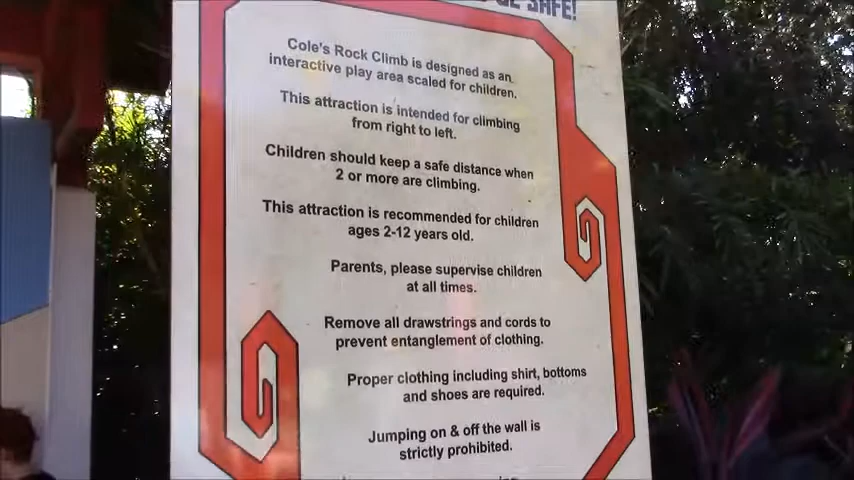 SAFE!
Cole's Rock Climb is designed as an
interactive play area scaled for children.
This attraction is intended for climbing
from right to left.
Children should keep a safe distance when
2 or more are climbing.
This attraction is recommended for children
ages 2-12 years old.
Parents, please supervise children
at all times.
Remove all drawstrings and cords to
prevent entanglement of clothing.
Proper clothing including shirt, bottoms
and shoes are required.
Jumping on & off the wall is
strictly prohibited.